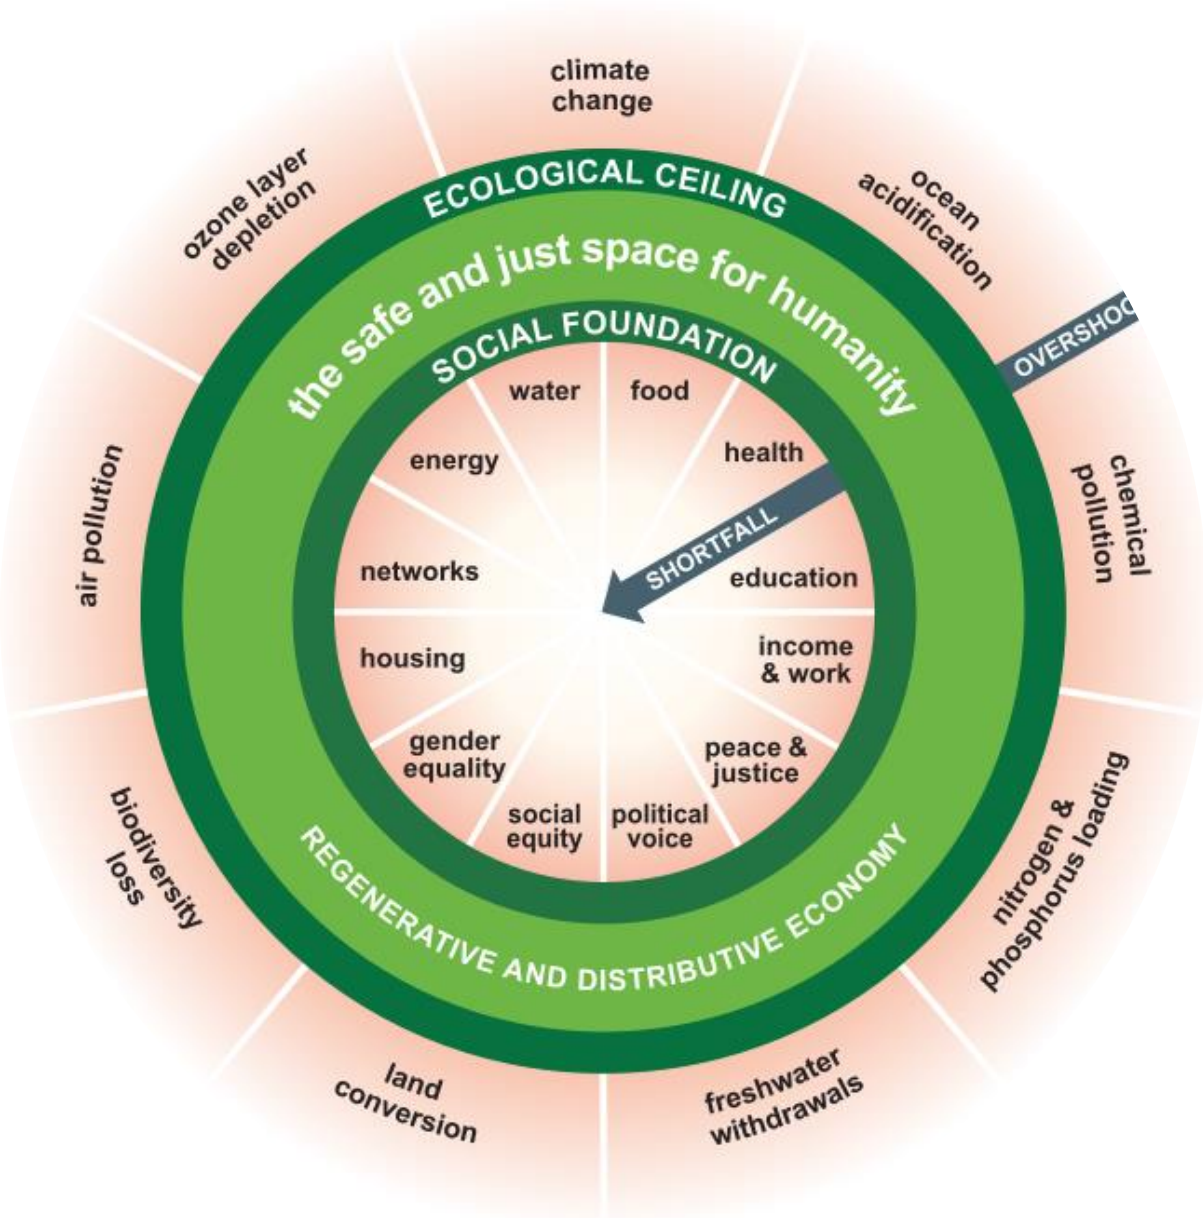 climate
change
ocean
acidification
OVERSHOO
chemical
pollution
nitrogen &
phosphorus loading
freshwater
withdrawals
land
conversion
biodiversity
loss
air pollution
ozone layer
depletion
ECOLOGICAL CEILING
the safe and just space for humanity
SOCIAL FOUNDATION
water
food
health
SHORTFALL
education
income
& work
peace &
justice
political
voice
social
equity
gender
equality
housing
networks
energy
REGENERATIVE AND DISTRIBUTIVE ECONOMY